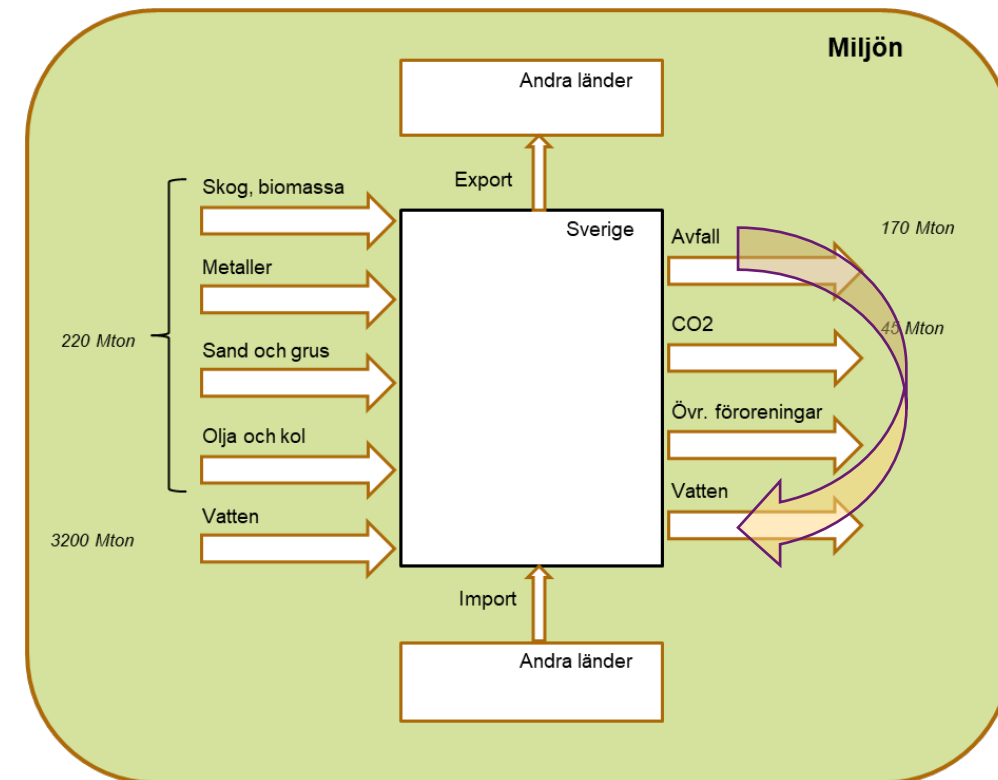 Miljön
Andra länder
Export
Skog, biomassa
Sverige
Avfall
170 Mton
Metaller
CO2
45 Mton
220 Mton
Sand och grus
Övr. föroreningar
Olja och kol
Vatten
Vatten
3200 Mton
Import
Andra länder